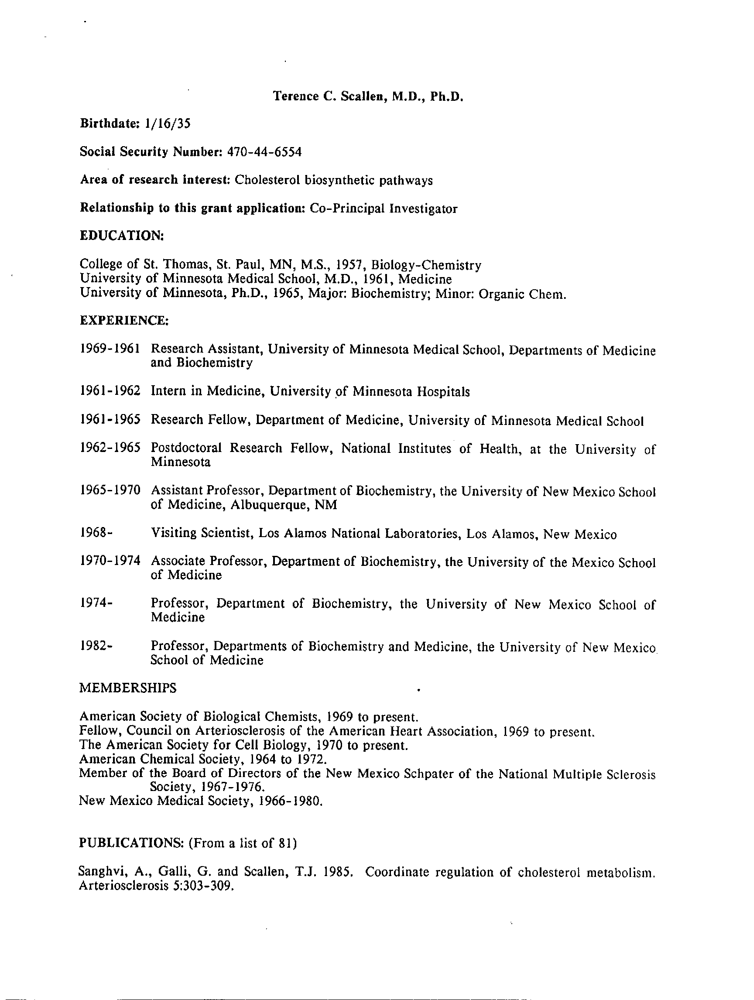 Terence C. Scallen, M.D., Ph.D.
Birthdate: 1/16/35
Social Security Number: 470-44-6554
Area of research interest: Cholesterol biosynthetic pathways
Relationship to this grant application: Co-Principal Investigator
EDUCATION:
College of St. Thomas, St. Paul, MN, M.S., 1957, Biology-Chemistry
University of Minnesota Medical School, M.D., 1961, Medicine
University of Minnesota, Ph.D., 1965, Major: Biochemistry; Minor: Organic Chem.
EXPERIENCE:
1969-1961 Research Assistant, University of Minnesota Medical School, Departments of Medicine
and Biochemistry
1961-1962 Intern in Medicine, University of Minnesota Hospitals
1961-1965 Research Fellow, Department of Medicine, University of Minnesota Medical School
1962-1965 Postdoctoral Research Fellow, National Institutes of Health, at the University of
Minnesota
1965-1970 Assistant Professor, Department of Biochemistry, the University of New Mexico School
of Medicine, Albuquerque, NM
1968- Visiting Scientist, Los Alamos National Laboratories, Los Alamos, New Mexico
1970-1974 Associate Professor, Department of Biochemistry, the University of the Mexico School
of Medicine
1974- Professor, Department of Biochemistry, the University of New Mexico School of
Medicine
1982- Professor, Departments of Biochemistry and Medicine, the University of New Mexico
School of Medicine
MEMBERSHIPS
American Society of Biological Chemists, 1969 to present.
Fellow, Council on Arteriosclerosis of the American Heart Association, 1969 to present.
The American Society for Cell Biology, 1970 to present.
American Chemical Society, 1964 to 1972.
Member of the Board of Directors of the New Mexico Schpater of the National Multiple Sclerosis
Society, 1967-1976.
New Mexico Medical Society, 1966-1980.
PUBLICATIONS: (From a list of 81)
Sanghvi, A., Galli, G. and Scallen, T.J. 1985. Coordinate regulation of cholesterol metabolism.
Arteriosclerosis 5:303-309.